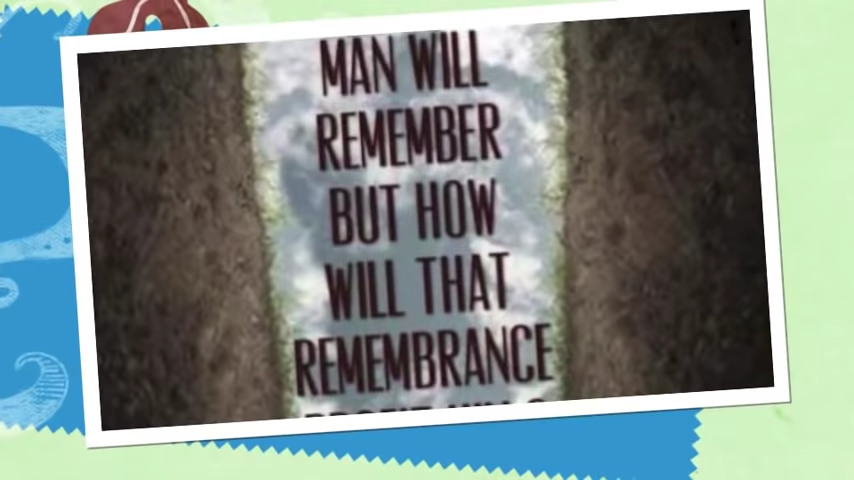 MAN WILL
REMEMBER
BUT HOW
WILL THAT
REMEMBRANCE